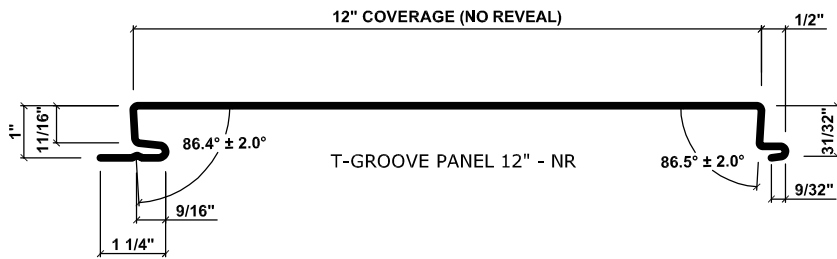 12" COVERAGE (NO REVEAL)
1/2"
1"
11/16"
86.4° ± 2.0°
T-GROOVE PANEL 12" - NR
86.5° ± 2.0°
31/32"
9/16"
9/32"
1 1/4"